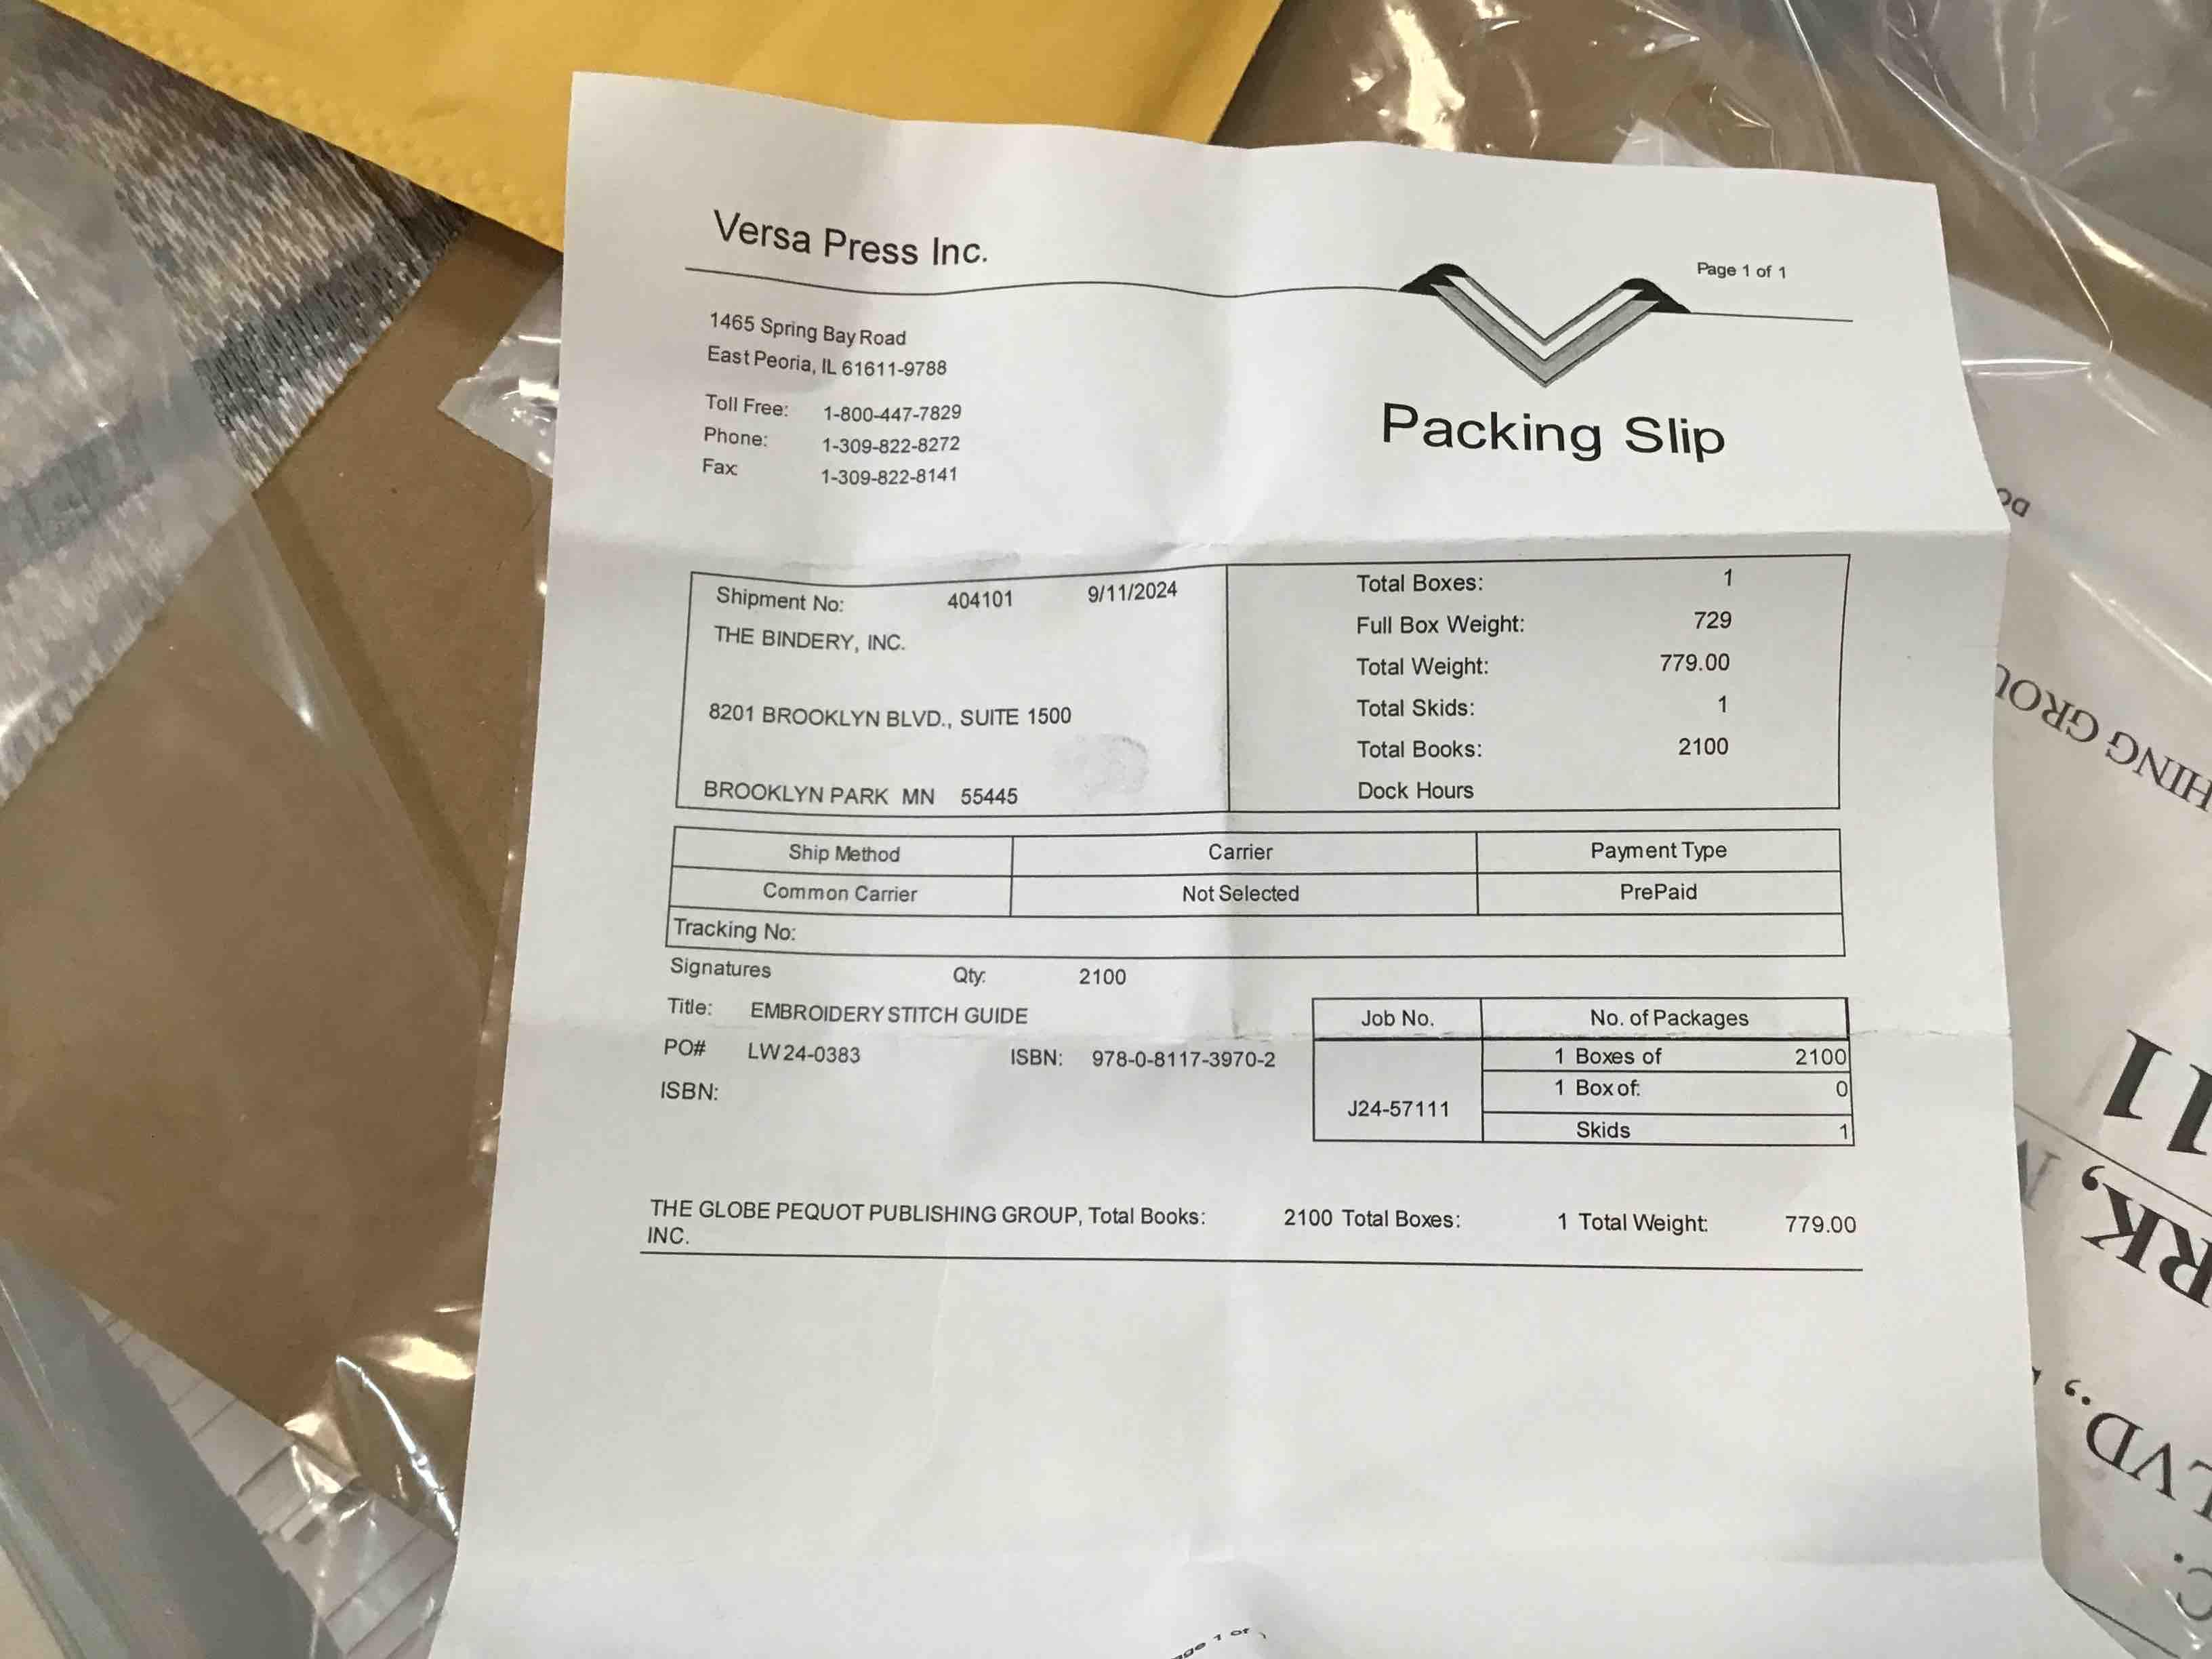 Versa Press Inc.
Page 1 of 1
1465 Spring Bay Road
East Peoria, IL 61611-9788
Toll Free: 1-800-447-7829
Phone: 1-309-822-8272
Fax: 1-309-822-8141
Packing Slip
Shipment No: 404101 9/11/2024
THE BINDERY, INC.
8201 BROOKLYN BLVD., SUITE 1500
BROOKLYN PARK MN 55445
Total Boxes: 1
Full Box Weight: 729
Total Weight: 779.00
Total Skids: 1
Total Books: 2100
Dock Hours
Ship Method Carrier Payment Type
Common Carrier Not Selected PrePaid
Tracking No:
Signatures Qty: 2100
Title: EMBROIDERY STITCH GUIDE
PO# LW24-0383 ISBN: 978-0-8117-3970-2
ISBN:
Job No. No. of Packages
J24-57111
1 Boxes of 2100
1 Box of: 0
Skids 1
THE GLOBE PEQUOT PUBLISHING GROUP, Total Books: 2100 Total Boxes: 1 Total Weight: 779.00
INC.
HING GROU
11
RK,
LVD.,
C.